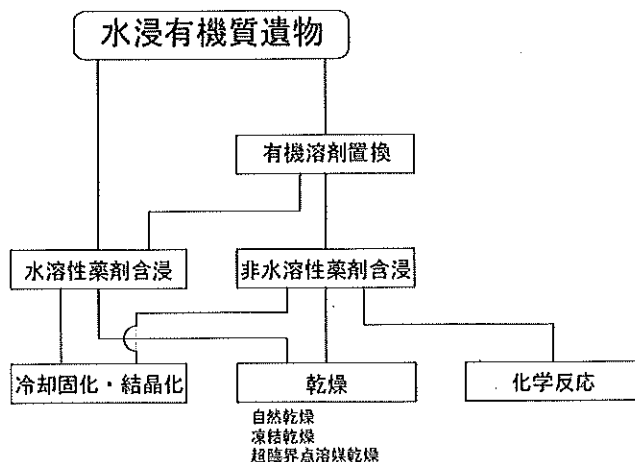 水浸有機質遺物
有機溶剤置換
水溶性薬剤含浸
非水溶性薬剤含浸
冷却固化・結晶化
乾燥
化学反応
自然乾燥
凍結乾燥
超臨界点溶媒乾燥